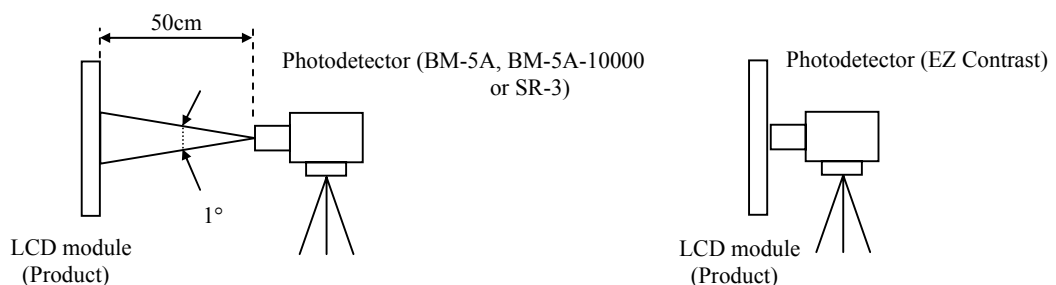 50cm
Photodetector (BM-5A, BM-5A-10000
or SR-3)
1°
LCD module
(Product)
Photodetector (EZ Contrast)
LCD module
(Product)